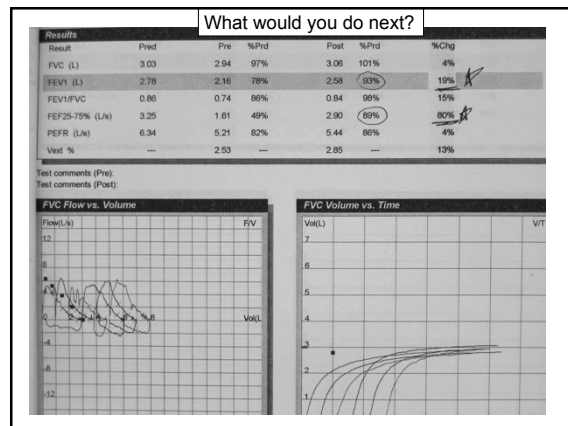 What would you do next?
Results
Result Pred Pre %Prd Post %Prd %Chg
FVC (L) 3.03 2.94 97% 3.06 101% 4%
FEV1 (L) 2.78 2.16 78% 2.58 93% 19%
FEV1/FVC 0.86 0.74 86% 0.84 98% 15%
FEF25-75% (L/s) 3.25 1.61 49% 2.90 89% 80%
PEFR (L/s) 6.34 5.21 82% 5.44 86% 4%
Vext % — 2.53 — 2.85 — 13%
Test comments (Pre):
Test comments (Post):
FVC Flow vs. Volume
Flow(L/s) F/V
12
8
4
0 2 8 Vol(L
-4
-8
-12
FVC Volume vs. Time
Vol(L) V/T
7
6
5
4
3
2
1